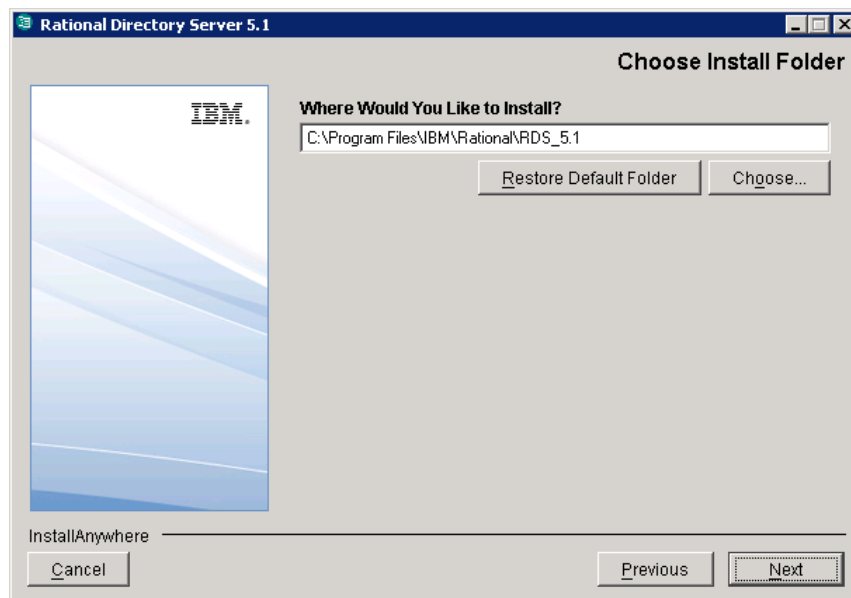 Rational Directory Server 5.1
Choose Install Folder
IBM.
Where Would You Like to Install?
C:\Program Files\IBM\Rational\RDS_5.1
Restore Default Folder
Choose...
InstallAnywhere
Cancel
Previous
Next